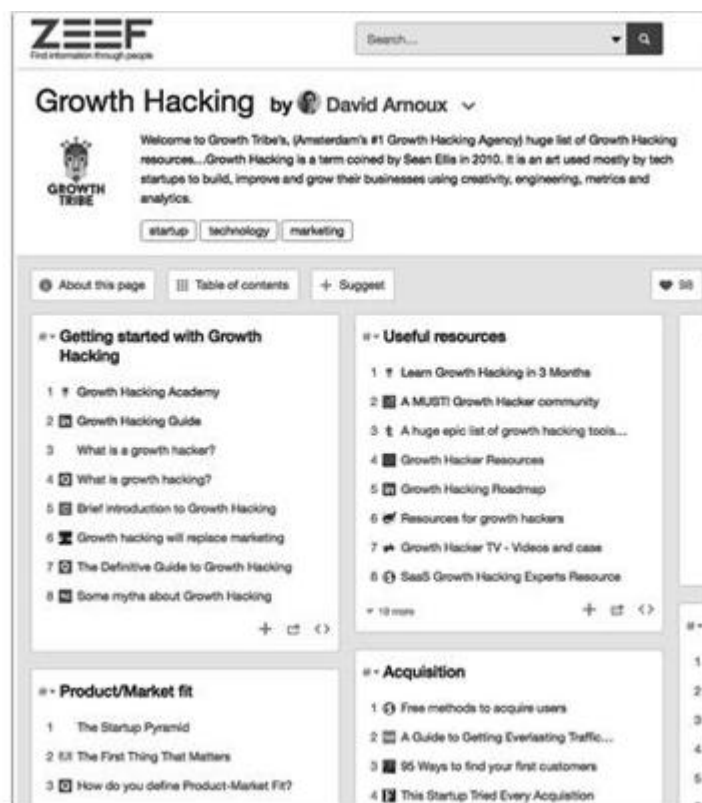 ZEEF
Find information through people
Search...
Growth Hacking by David Arnoux
GROWTH
TRIBE
Welcome to Growth Tribe's, (Amsterdam's #1 Growth Hacking Agency) huge list of Growth Hacking
resources...Growth Hacking is a term coined by Sean Ellis in 2010. It is an art used mostly by tech
startups to build, improve and grow their businesses using creativity, engineering, metrics and
analytics.
startup technology marketing
About this page Table of contents + Suggest 98
# Getting started with Growth
Hacking
1 Growth Hacking Academy
2 in Growth Hacking Guide
3 What is a growth hacker?
4 What is growth hacking?
5 Brief introduction to Growth Hacking
6 Growth hacking will replace marketing
7 The Definitive Guide to Growth Hacking
8 Some myths about Growth Hacking
# Useful resources
1 Learn Growth Hacking in 3 Months
2 A MUST! Growth Hacker community
3 t A huge epic list of growth hacking tools...
4 Growth Hacker Resources
5 in Growth Hacking Roadmap
6 Resources for growth hackers
7 Growth Hacker TV - Videos and case
8 SaaS Growth Hacking Experts Resource
19 more
# Product/Market fit
1 The Startup Pyramid
2 The First Thing That Matters
3 How do you define Product-Market Fit?
# Acquisition
1 Free methods to acquire users
2 A Guide to Getting Everlasting Traffic...
3 95 Ways to find your first customers
4 This Startup Tried Every Acquisition
#
1
2
3
4
5